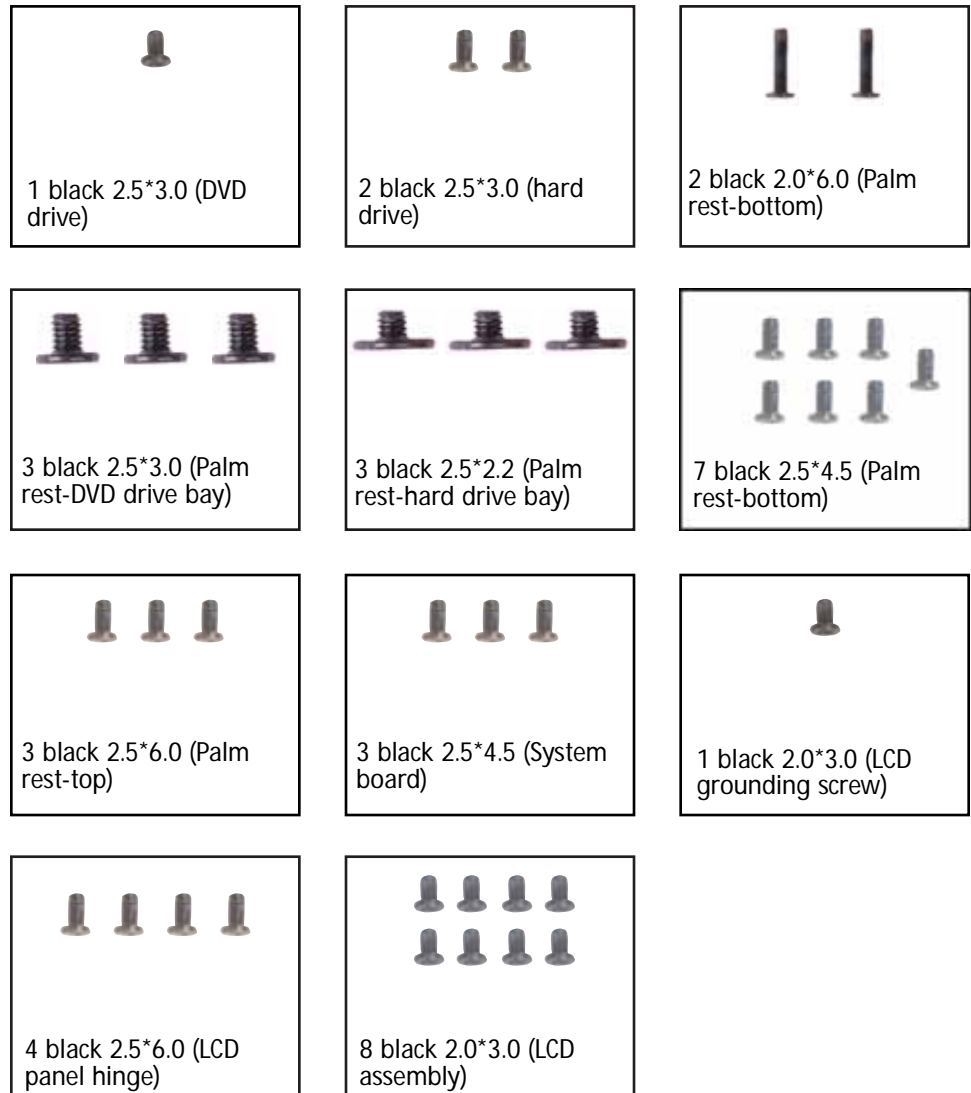 1 black 2.5*3.0 (DVD
drive)
2 black 2.5*3.0 (hard
drive)
2 black 2.0*6.0 (Palm
rest-bottom)
3 black 2.5*3.0 (Palm
rest-DVD drive bay)
3 black 2.5*2.2 (Palm
rest-hard drive bay)
7 black 2.5*4.5 (Palm
rest-bottom)
3 black 2.5*6.0 (Palm
rest-top)
3 black 2.5*4.5 (System
board)
1 black 2.0*3.0 (LCD
grounding screw)
4 black 2.5*6.0 (LCD
panel hinge)
8 black 2.0*3.0 (LCD
assembly)